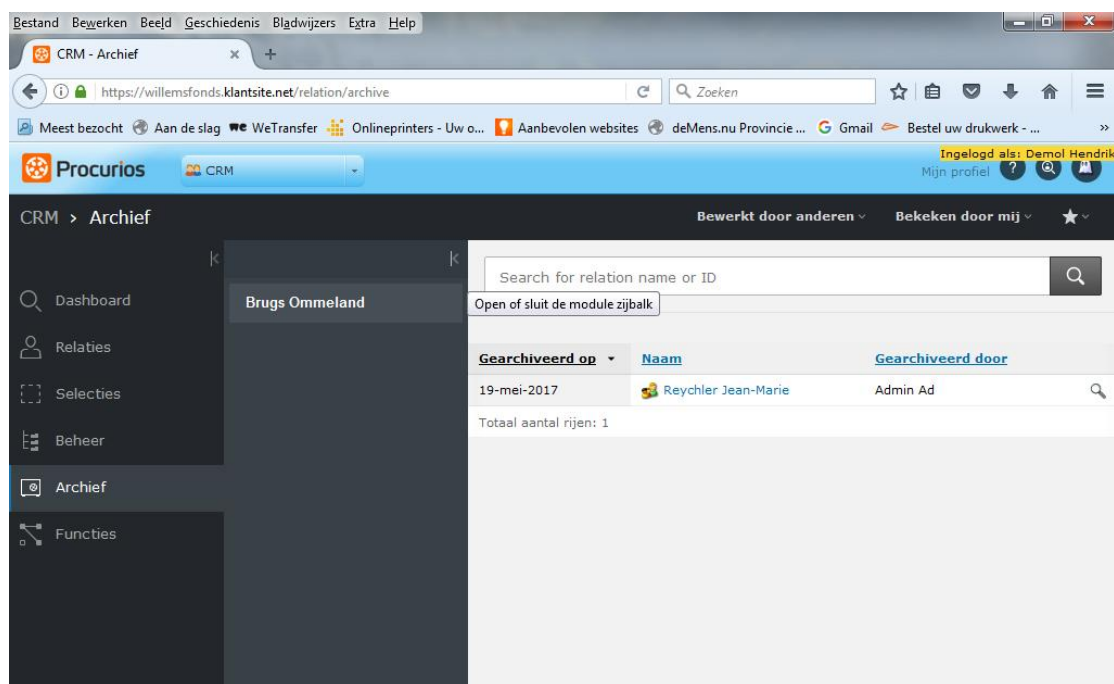 Bestand Bewerken Beeld Geschiedenis Bladwijzers Extra Help
CRM - Archief
https://willemsfonds.klantsite.net/relation/archive
Zoeken
Meest bezocht Aan de slag we WeTransfer Onlineprinters - Uw o... Aanbevolen websites deMens.nu Provincie ... G Gmail Bestel uw drukwerk - ... »
Procurios CRM
Ingelogd als: Demol Hendrik
Mijn profiel ?
CRM > Archief
Bewerkt door anderen
Bekeken door mij
Dashboard
Relaties
Selecties
Beheer
Archief
Functies
Brugs Ommeland
Search for relation name or ID
Open of sluit de module zijbalk
Gearchiveerd op Naam Gearchiveerd door
19-mei-2017 Reychler Jean-Marie Admin Ad
Totaal aantal rijen: 1